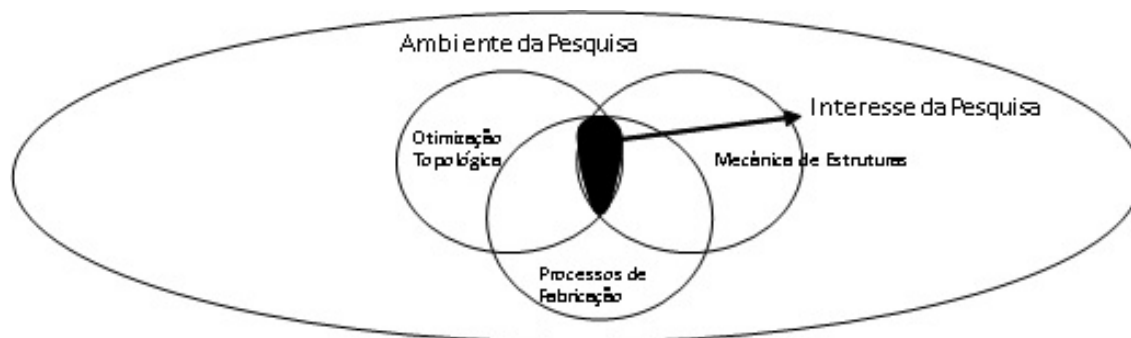 Ambiente da Pesquisa
Interesse da Pesquisa
Otimização
Topológica
Mecânica de Estruturas
Processos de
Fabricação